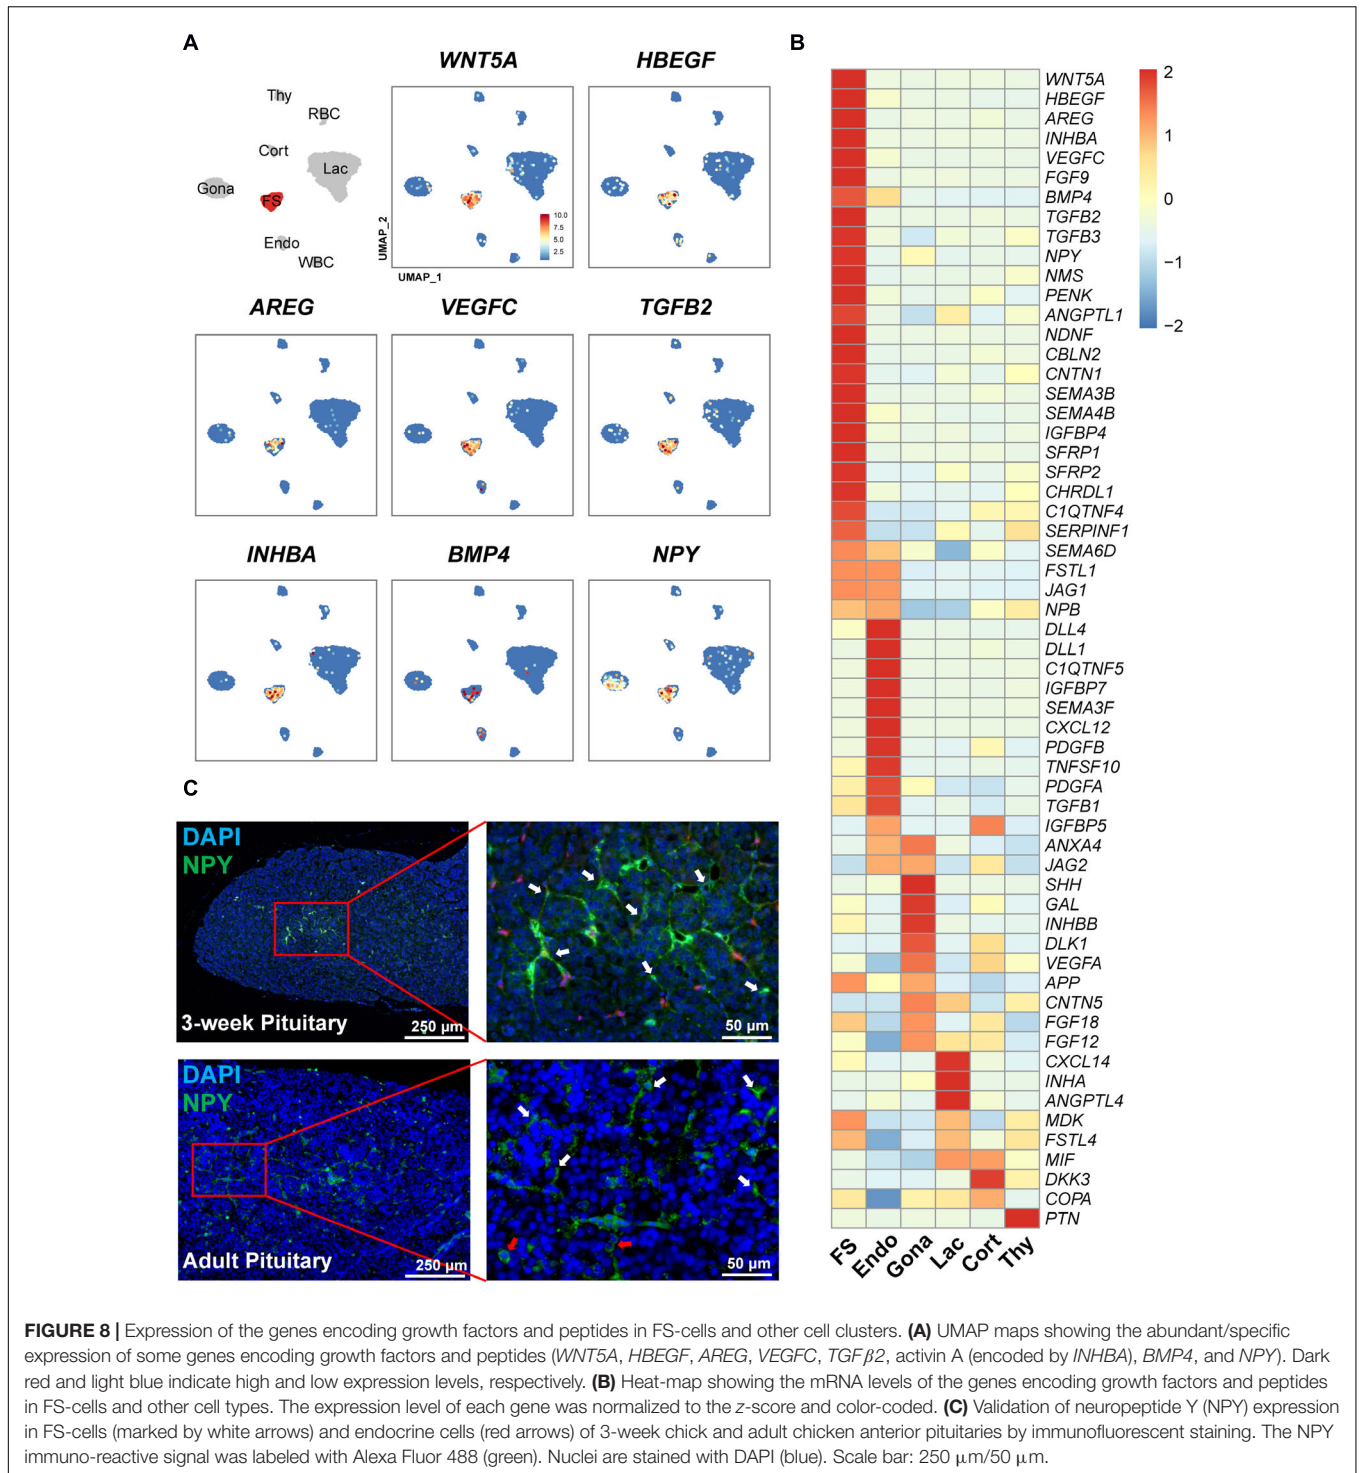 A
WNT5A
HBEGF
Thy
RBC
Cort
Lac
Gona
FS
Endo
WBC
10.0
7.5
5.0
2.5
UMAP_2
UMAP_1
AREG
VEGFC
TGFB2
INHBA
BMP4
NPY
B
WNT5A
HBEGF
AREG
INHBA
VEGFC
FGF9
BMP4
TGFB2
TGFB3
NPY
NMS
PENK
ANGPTL1
NDNF
CBLN2
CNTN1
SEMA3B
SEMA4B
IGFBP4
SFRP1
SFRP2
CHRDL1
C1QTNF4
SERPINF1
SEMA6D
FSTL1
JAG1
NPB
DLL4
DLL1
C1QTNF5
IGFBP7
SEMA3F
CXCL12
PDGFB
TNFSF10
PDGFA
TGFB1
IGFBP5
ANXA4
JAG2
SHH
GAL
INHBB
DLK1
VEGFA
APP
CNTN5
FGF18
FGF12
CXCL14
INHA
ANGPTL4
MDK
FSTL4
MIF
DKK3
COPA
PTN
2
1
0
−1
−2
FS
Endo
Gona
Lac
Cort
Thy
C
DAPI
NPY
3-week Pituitary
250 µm
50 µm
DAPI
NPY
Adult Pituitary
250 µm
50 µm
FIGURE 8 | Expression of the genes encoding growth factors and peptides in FS-cells and other cell clusters. (A) UMAP maps showing the abundant/specific
expression of some genes encoding growth factors and peptides (WNT5A, HBEGF, AREG, VEGFC, TGFβ2, activin A (encoded by INHBA), BMP4, and NPY). Dark
red and light blue indicate high and low expression levels, respectively. (B) Heat-map showing the mRNA levels of the genes encoding growth factors and peptides
in FS-cells and other cell types. The expression level of each gene was normalized to the z-score and color-coded. (C) Validation of neuropeptide Y (NPY) expression
in FS-cells (marked by white arrows) and endocrine cells (red arrows) of 3-week chick and adult chicken anterior pituitaries by immunofluorescent staining. The NPY
immuno-reactive signal was labeled with Alexa Fluor 488 (green). Nuclei are stained with DAPI (blue). Scale bar: 250 µm/50 µm.